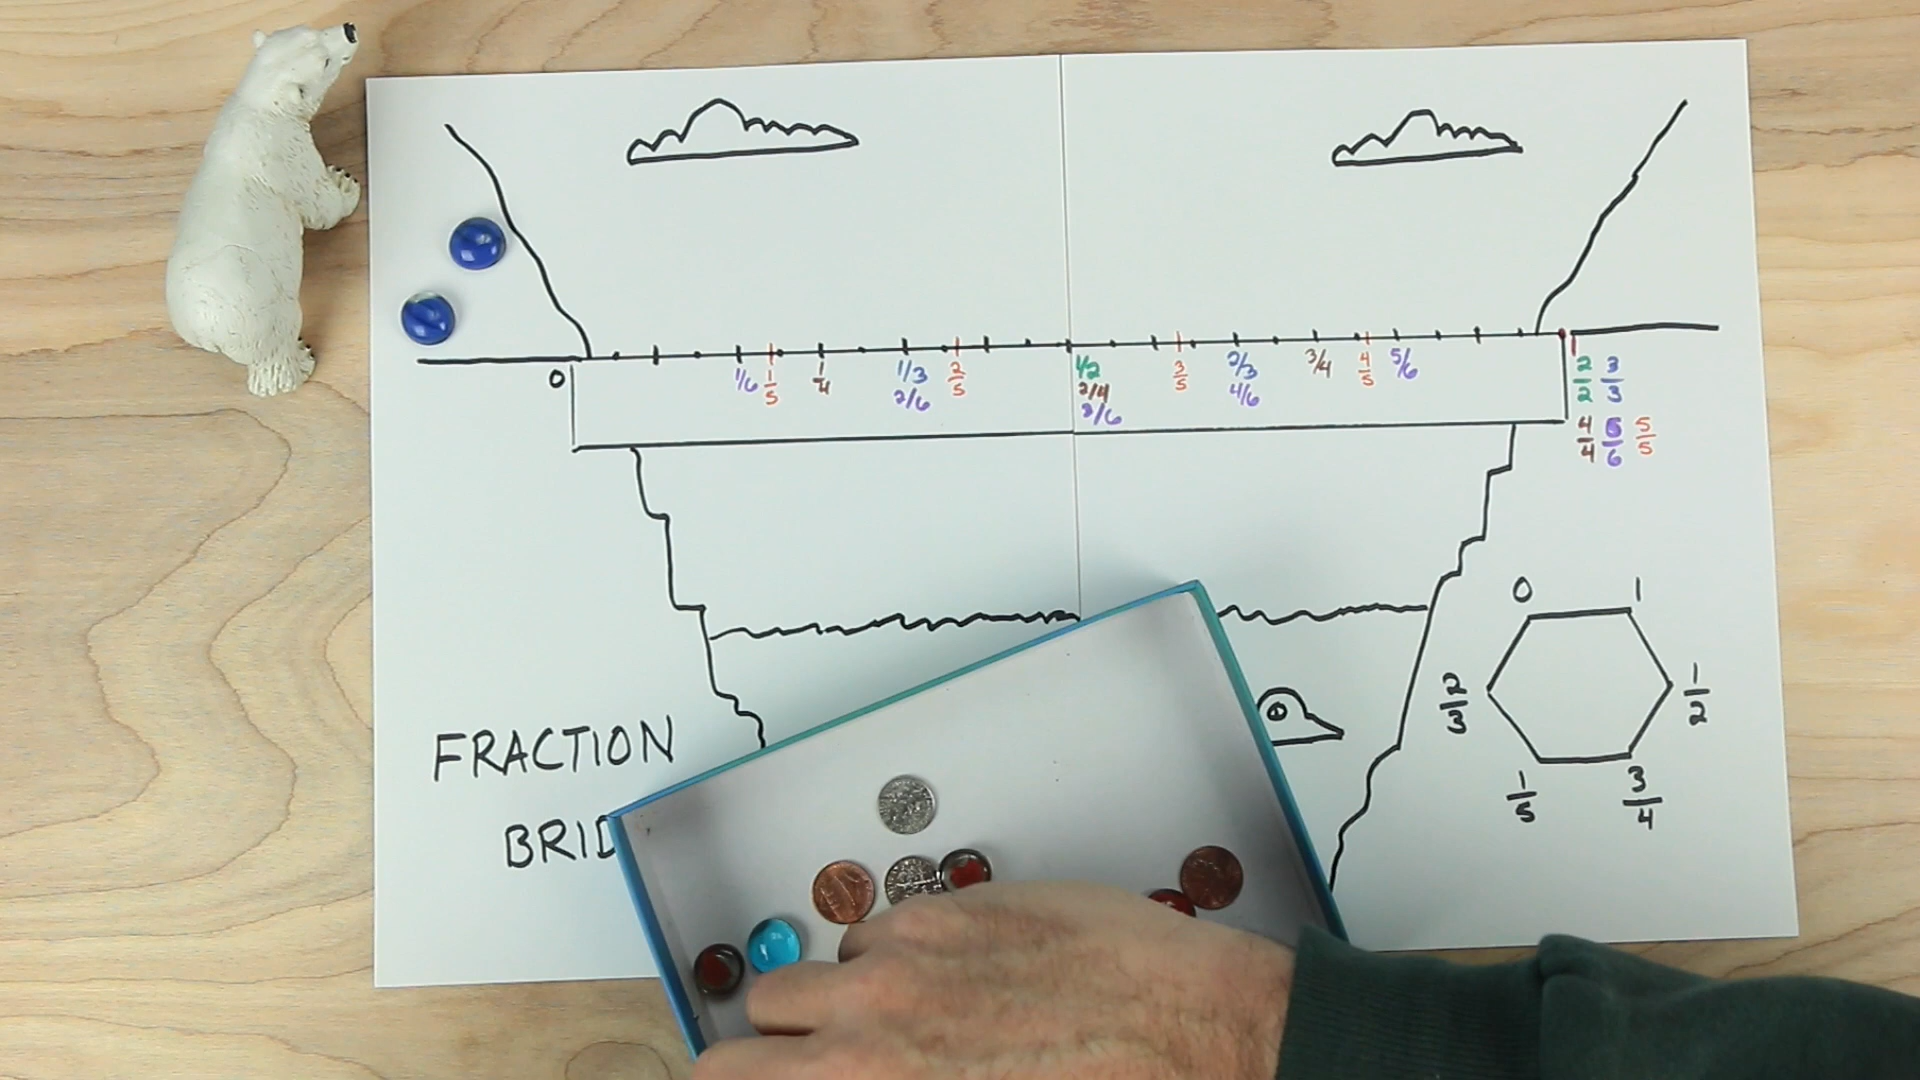 0 1/6 1/5 1/4 1/3 2/5 1/2 3/5 2/3 3/4 4/5 5/6 2/2 3/3
2/6 2/4 4/6
3/6
4/4 6/6 5/5
0 1
2/3 1/2
1/5 3/4
FRACTION
BRID